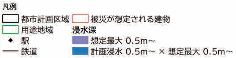 凡例
都市計画区域
被災が想定される建物
用途地域
浸水深
駅
想定最大 0.5m～
鉄道
計画浸水 0.5m～ × 想定最大 0.5m～